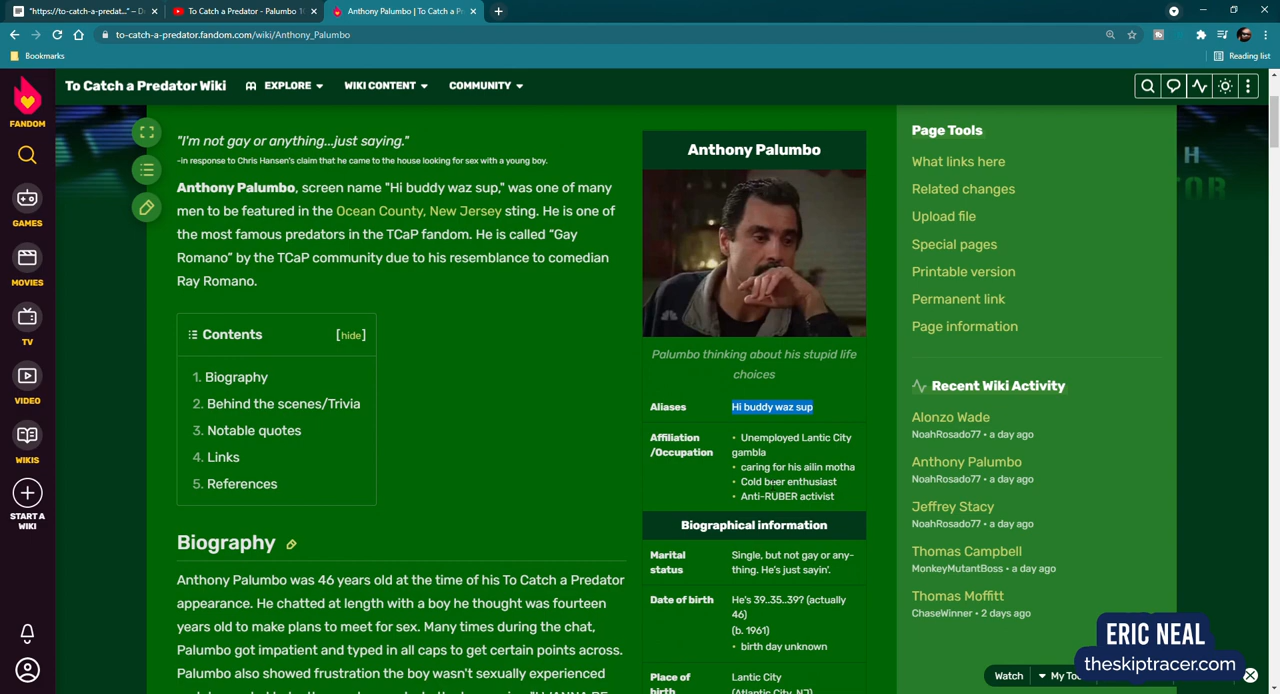 "https://to-catch-a-predat..." – D
To Catch a Predator - Palumbo 1
Anthony Palumbo | To Catch a P
to-catch-a-predator.fandom.com/wiki/Anthony_Palumbo
Bookmarks
Reading list
FANDOM
GAMES
MOVIES
TV
VIDEO
WIKIS
START A
WIKI
To Catch a Predator Wiki
EXPLORE
WIKI CONTENT
COMMUNITY
"I'm not gay or anything...just saying."
-in response to Chris Hansen's claim that he came to the house looking for sex with a young boy.
Anthony Palumbo, screen name "Hi buddy waz sup," was one of many
men to be featured in the Ocean County, New Jersey sting. He is one of
the most famous predators in the TCaP fandom. He is called “Gay
Romano” by the TCaP community due to his resemblance to comedian
Ray Romano.
Contents [hide]
1. Biography
2. Behind the scenes/Trivia
3. Notable quotes
4. Links
5. References
Biography
Anthony Palumbo was 46 years old at the time of his To Catch a Predator
appearance. He chatted at length with a boy he thought was fourteen
years old to make plans to meet for sex. Many times during the chat,
Palumbo got impatient and typed in all caps to get certain points across.
Palumbo also showed frustration the boy wasn't sexually experienced
Anthony Palumbo
Palumbo thinking about his stupid life
choices
Aliases
Hi buddy waz sup
Affiliation
/Occupation
• Unemployed Lantic City
gambla
• caring for his ailin motha
• Cold beer enthusiast
• Anti-RUBER activist
Biographical information
Marital
status
Single, but not gay or any-
thing. He's just sayin'.
Date of birth
He's 39..35..39? (actually
46)
(b. 1961)
• birth day unknown
Place of
birth
Lantic City
(Atlantic City, NJ)
Page Tools
What links here
Related changes
Upload file
Special pages
Printable version
Permanent link
Page information
Recent Wiki Activity
Alonzo Wade
NoahRosado77 • a day ago
Anthony Palumbo
NoahRosado77 • a day ago
Jeffrey Stacy
NoahRosado77 • a day ago
Thomas Campbell
MonkeyMutantBoss • a day ago
Thomas Moffitt
ChaseWinner • 2 days ago
ERIC NEAL
theskiptracer.com
Watch
My To